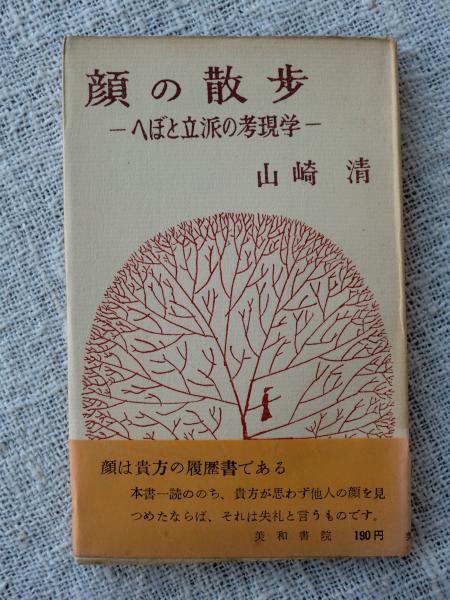 顔の散歩
―へぼと立派の考現学―
山崎 清
顔は貴方の履歴書である
本書一読ののち、貴方が思わず他人の顔を見
つめたならば、それは失礼と言うものです。
美和書院 190円